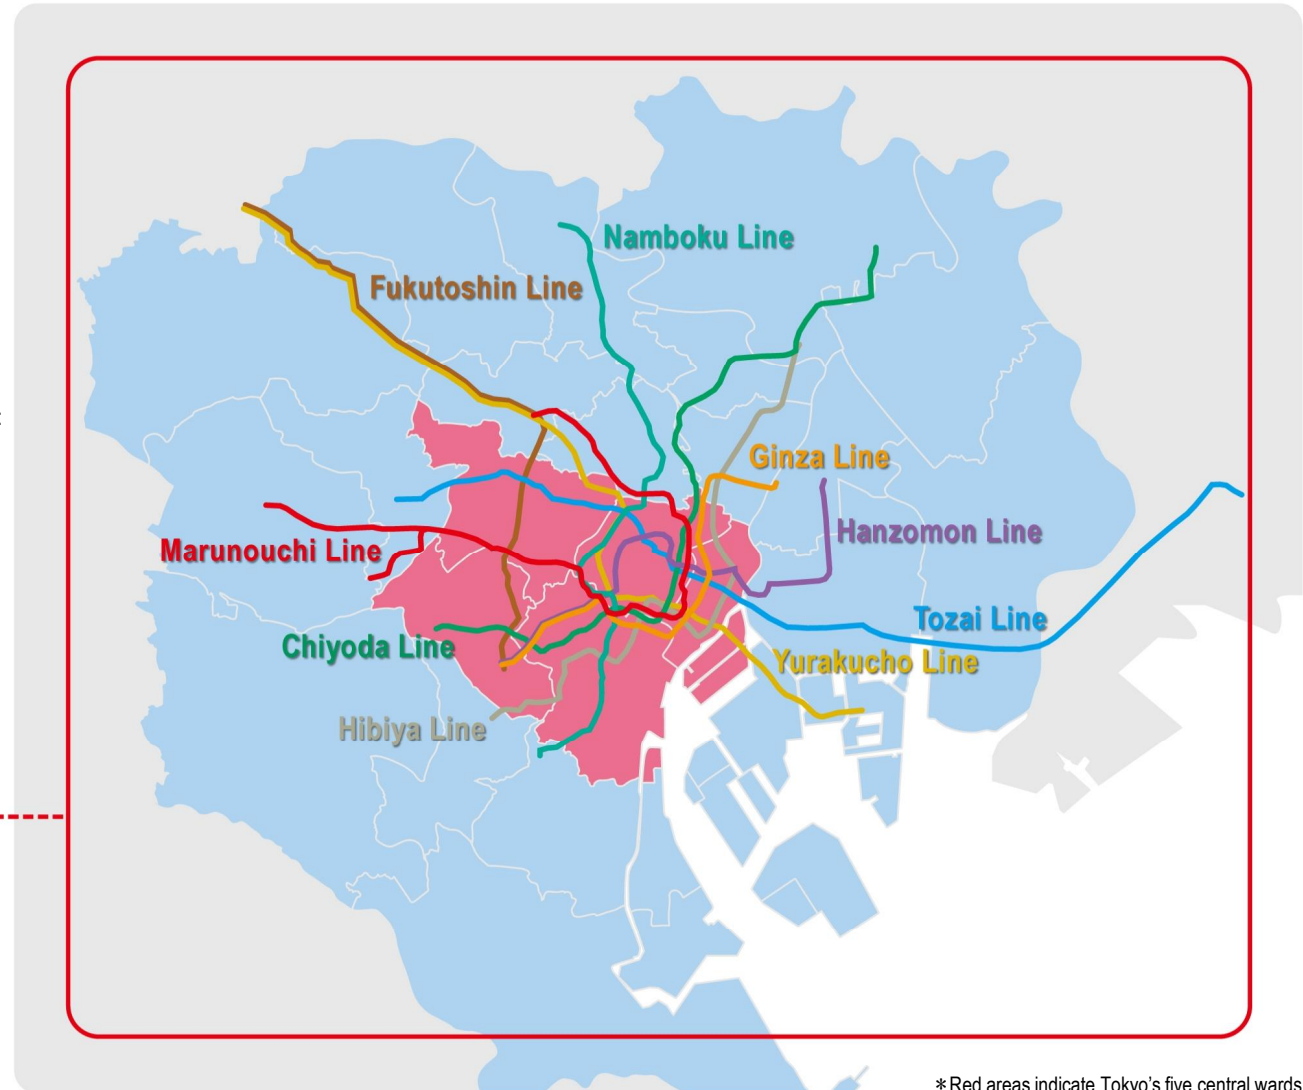 Namboku Line
Fukutoshin Line
Ginza Line
Hanzomon Line
Marunouchi Line
Tozai Line
Chiyoda Line
Yurakucho Line
Hibiya Line
*Red areas indicate Tokyo's five central wards